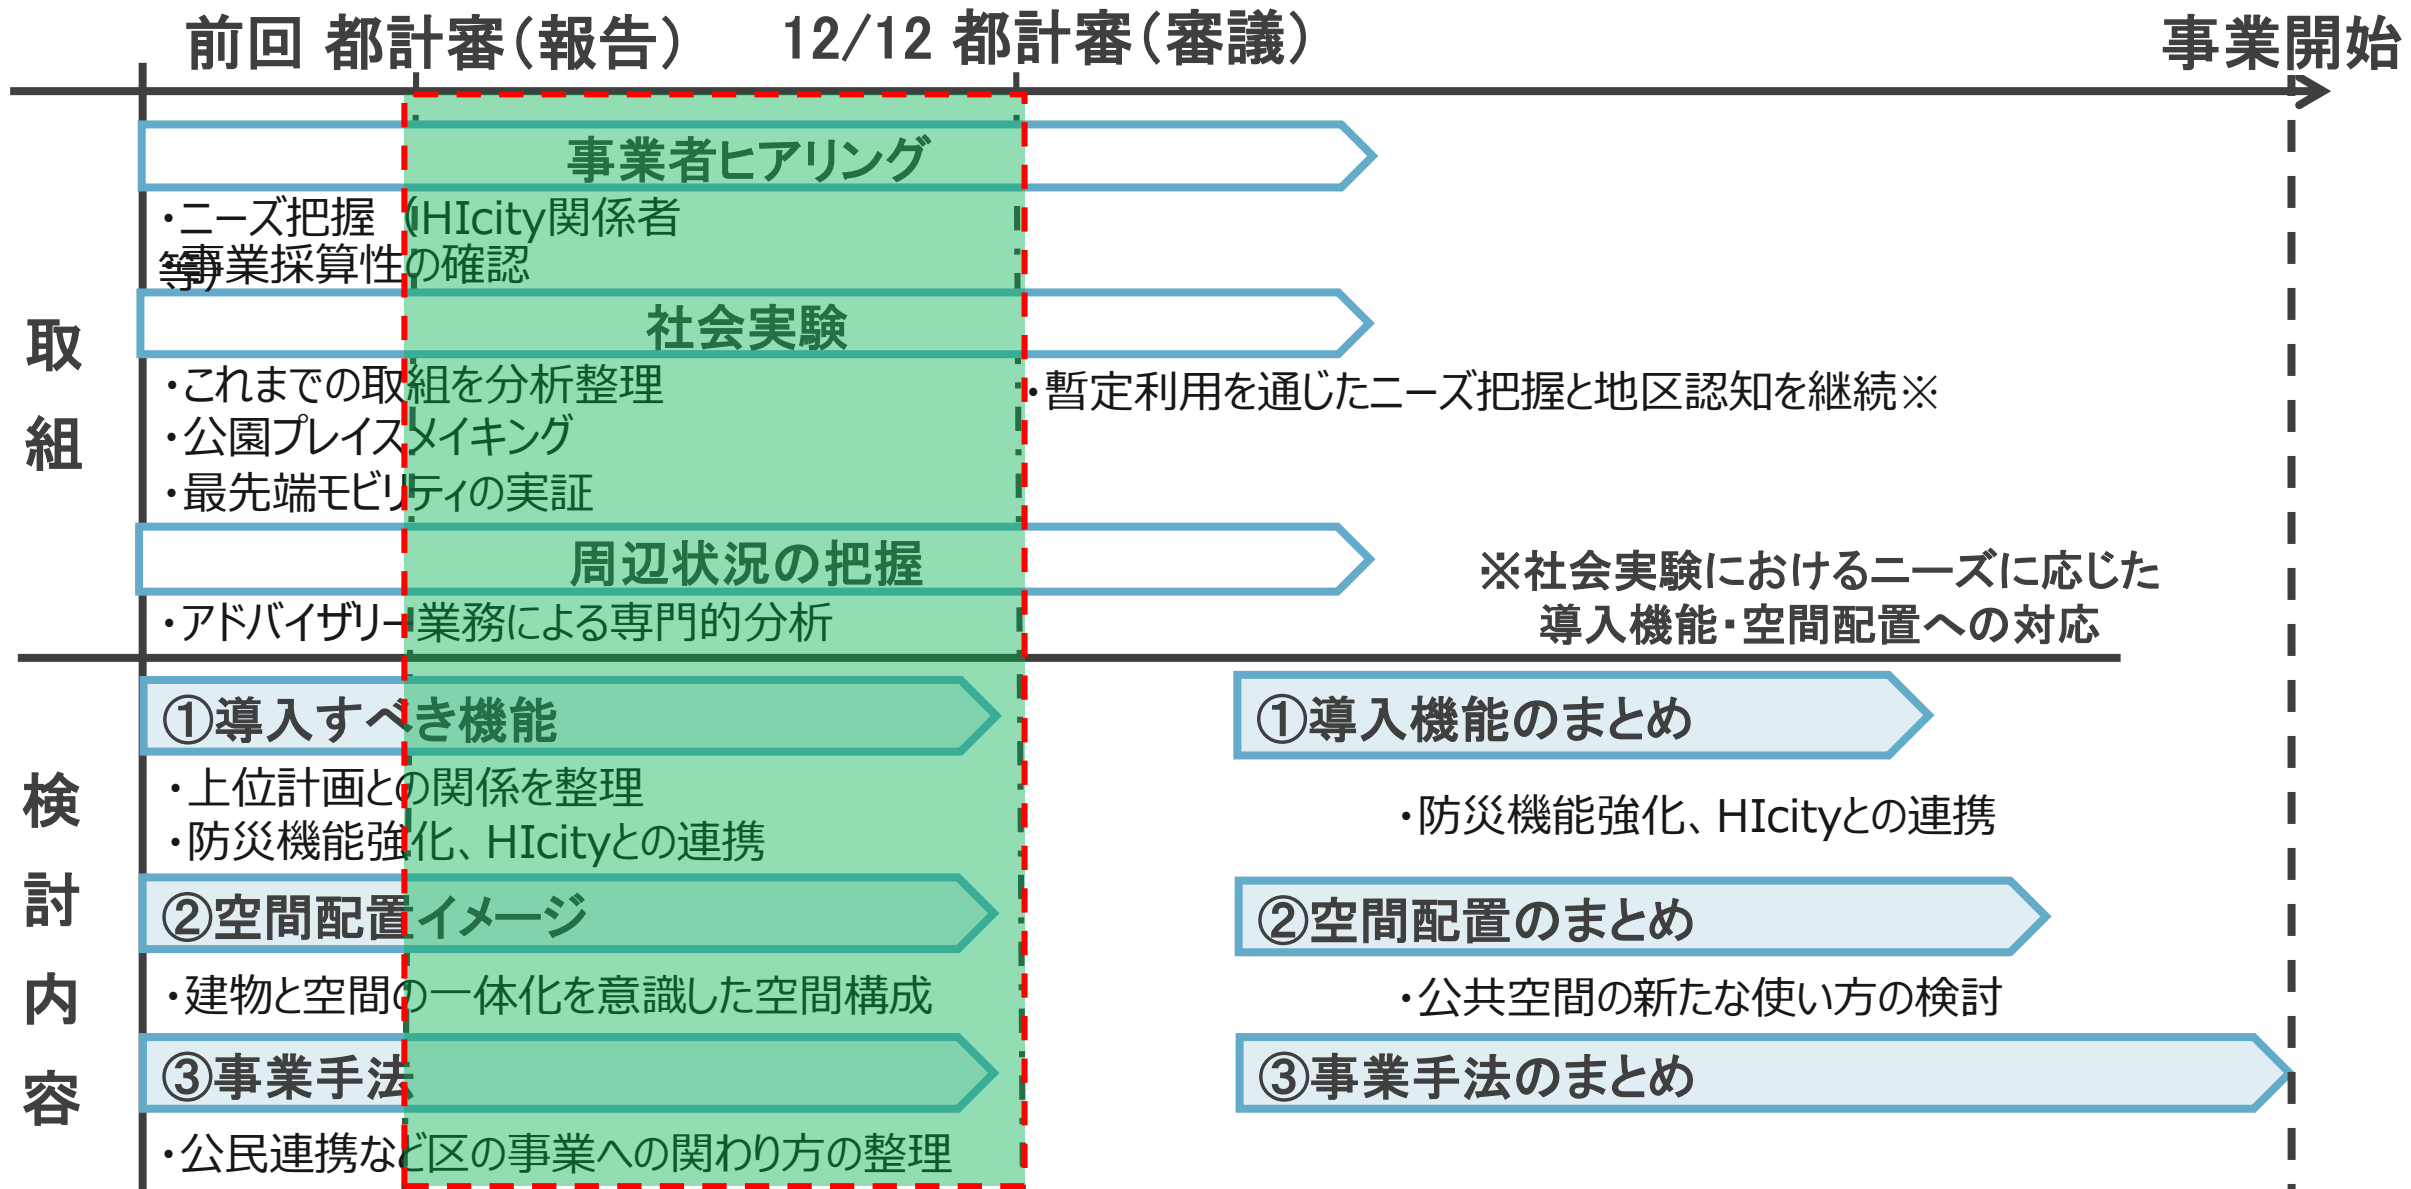 前回 都計審（報告）
12/12 都計審（審議）
事業開始
取組
事業者ヒアリング
・ニーズ把握（HIcity関係者
等）
・事業採算性の確認
社会実験
・これまでの取組を分析整理
・公園プレイスメイキング
・最先端モビリティの実証
・暫定利用を通じたニーズ把握と地区認知を継続※
周辺状況の把握
・アドバイザリー業務による専門的分析
※社会実験におけるニーズに応じた
導入機能・空間配置への対応
検討内容
①導入すべき機能
・上位計画との関係を整理
・防災機能強化、HIcityとの連携
②空間配置イメージ
・建物と空間の一体化を意識した空間構成
③事業手法
・公民連携など区の事業への関わり方の整理
①導入機能のまとめ
・防災機能強化、HIcityとの連携
②空間配置のまとめ
・公共空間の新たな使い方の検討
③事業手法のまとめ